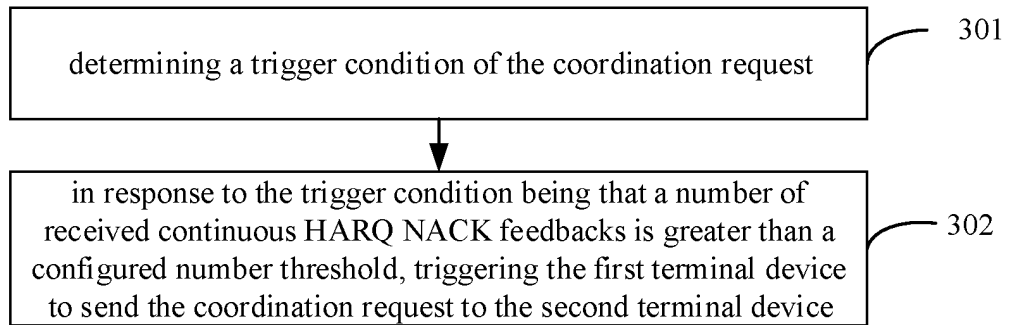 301
determining a trigger condition of the coordination request
in response to the trigger condition being that a number of
received continuous HARQ NACK feedbacks is greater than a
configured number threshold, triggering the first terminal device
to send the coordination request to the second terminal device
302